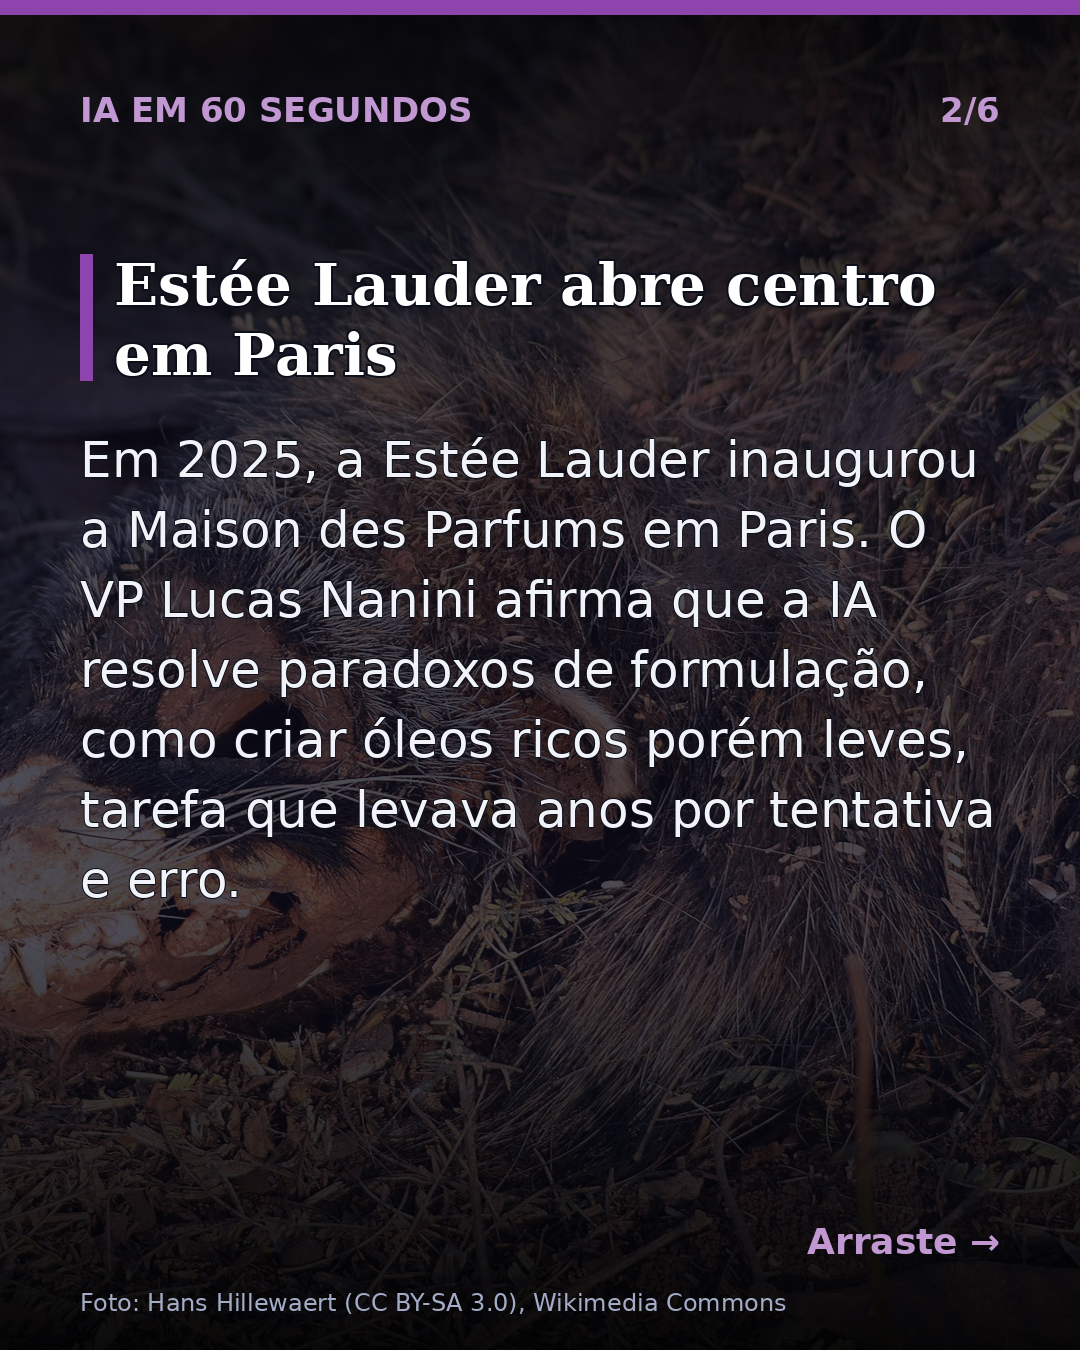 IA EM 60 SEGUNDOS
2/6
Estée Lauder abre centro
em Paris
Em 2025, a Estée Lauder inaugurou
a Maison des Parfums em Paris. O
VP Lucas Nanini afirma que a IA
resolve paradoxos de formulação,
como criar óleos ricos porém leves,
tarefa que levava anos por tentativa
e erro.
Arraste →
Foto: Hans Hillewaert (CC BY-SA 3.0), Wikimedia Commons